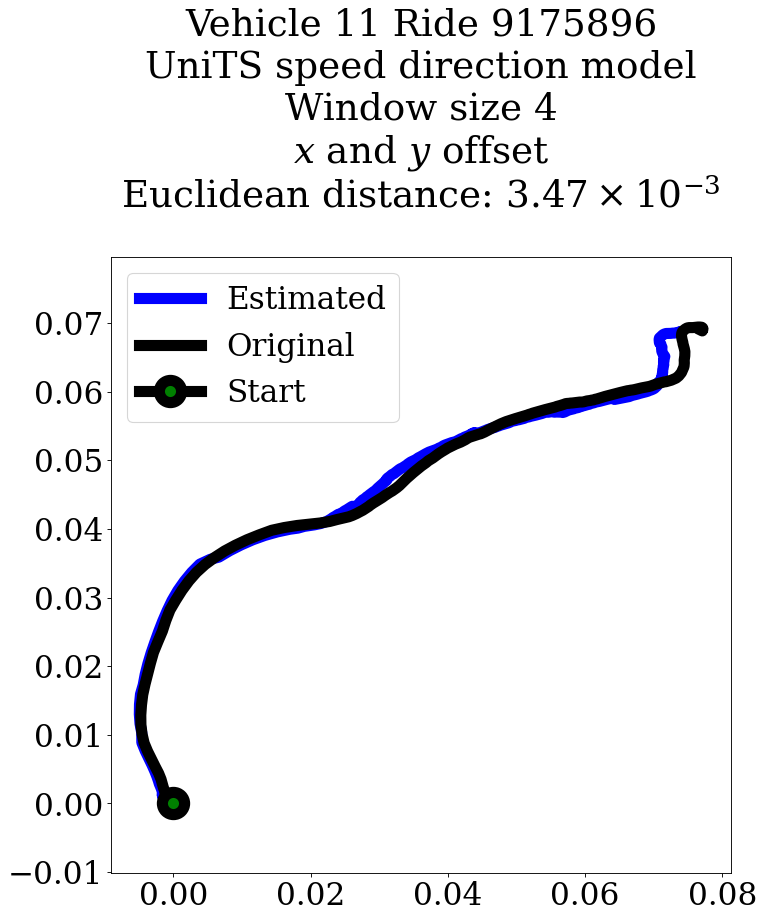 Vehicle 11 Ride 9175896
UniTS speed direction model
Window size 4
x and y offset
Euclidean distance: 3.47 × 10⁻³
Estimated
Original
Start
0.07
0.06
0.05
0.04
0.03
0.02
0.01
0.00
−0.01
0.00 0.02 0.04 0.06 0.08